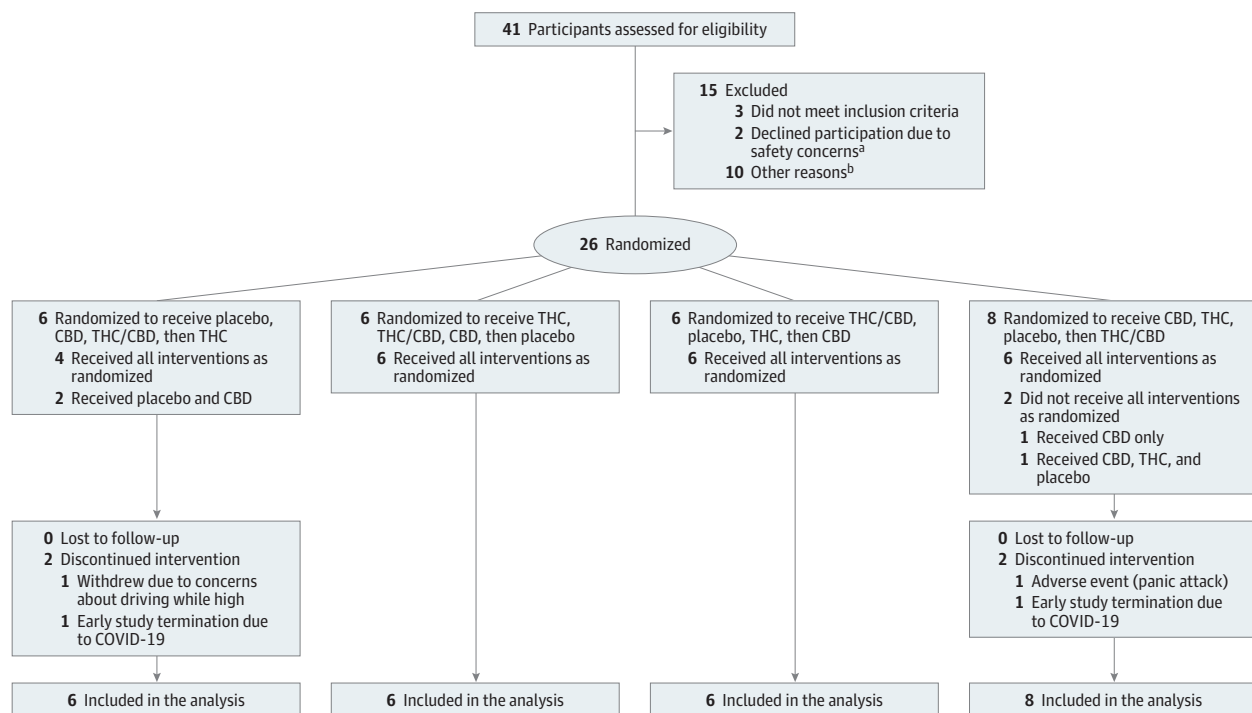 41 Participants assessed for eligibility
15 Excluded
3 Did not meet inclusion criteria
2 Declined participation due to
safety concernsa
10 Other reasonsb
26 Randomized
6 Randomized to receive placebo,
CBD, THC/CBD, then THC
4 Received all interventions as
randomized
2 Received placebo and CBD
6 Randomized to receive THC,
THC/CBD, CBD, then placebo
6 Received all interventions as
randomized
6 Randomized to receive THC/CBD,
placebo, THC, then CBD
6 Received all interventions as
randomized
8 Randomized to receive CBD, THC,
placebo, then THC/CBD
6 Received all interventions as
randomized
2 Did not receive all interventions
as randomized
1 Received CBD only
1 Received CBD, THC, and
placebo
0 Lost to follow-up
2 Discontinued intervention
1 Withdrew due to concerns
about driving while high
1 Early study termination due
to COVID-19
0 Lost to follow-up
2 Discontinued intervention
1 Adverse event (panic attack)
1 Early study termination due
to COVID-19
6 Included in the analysis
6 Included in the analysis
6 Included in the analysis
8 Included in the analysis